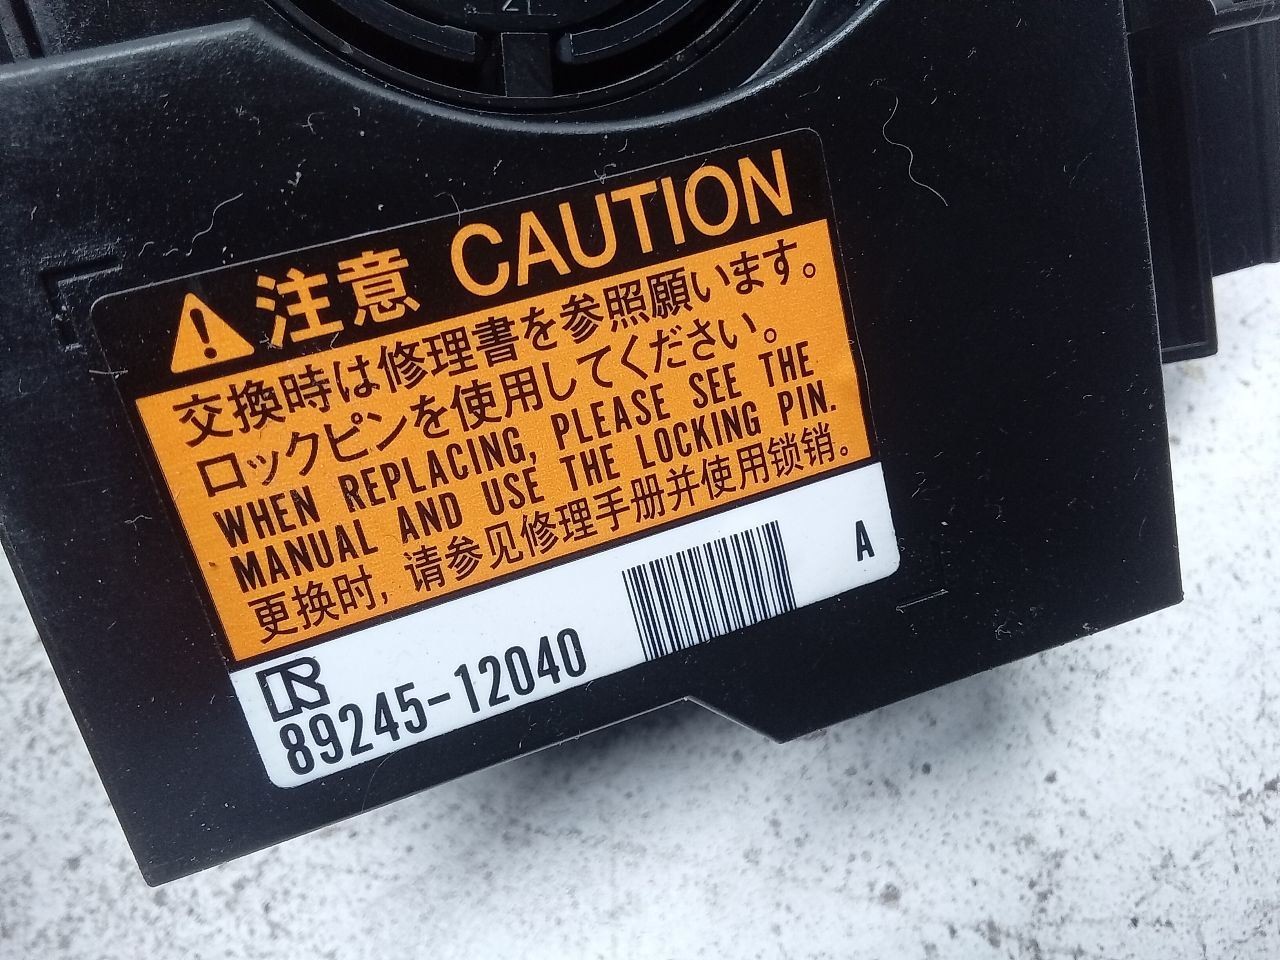 注意 CAUTION
交換時は修理書を参照願います。
ロックピンを使用してください。
WHEN REPLACING, PLEASE SEE THE
MANUAL AND USE THE LOCKING PIN.
更换时, 请参见修理手册并使用锁销。
89245-12040
A